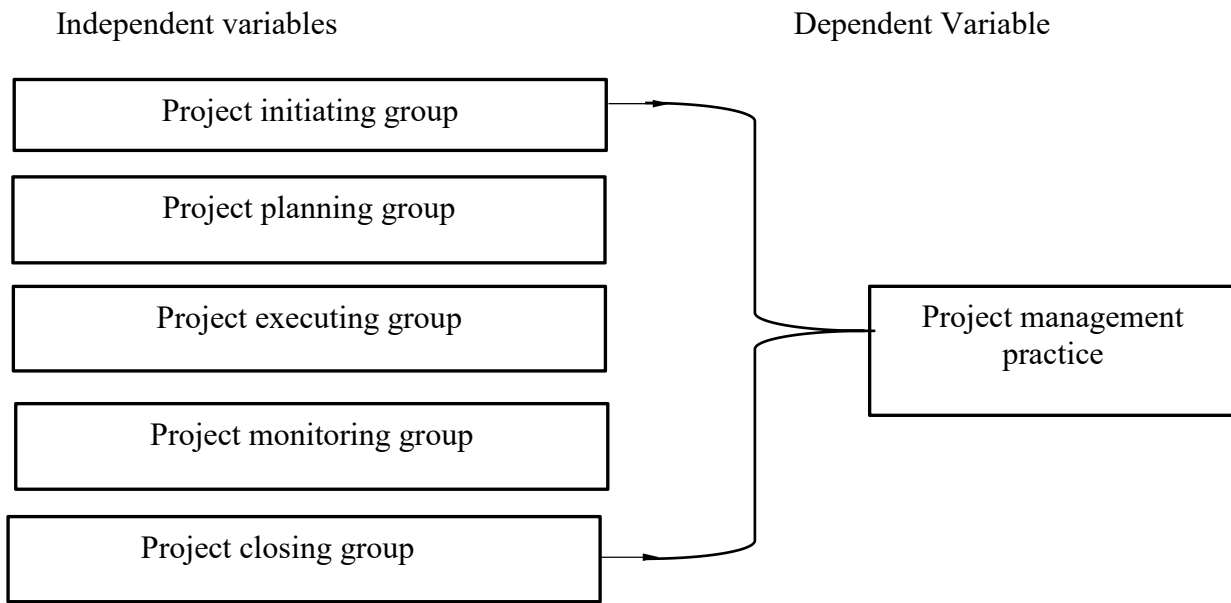 Independent variables
Dependent Variable
Project initiating group
Project planning group
Project executing group
Project monitoring group
Project closing group
Project management
practice